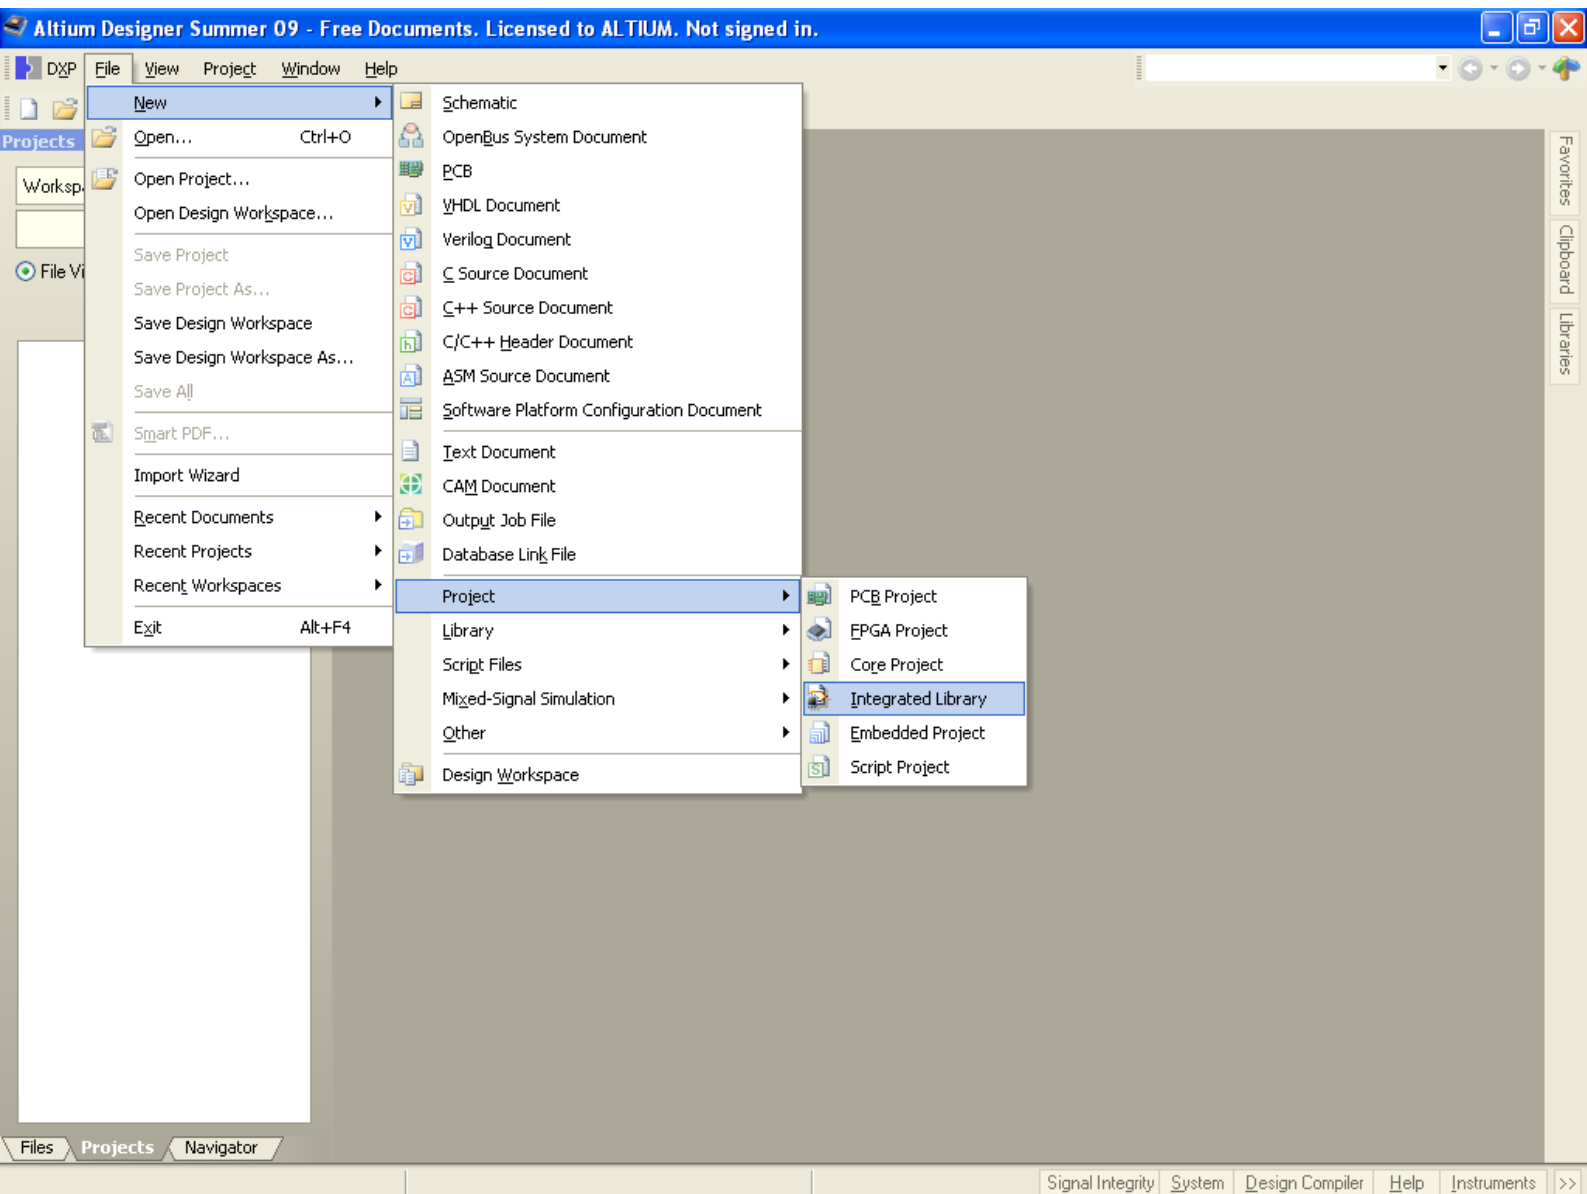 Altium Designer Summer 09 - Free Documents. Licensed to ALTIUM. Not signed in.
DXP File View Project Window Help
New
Open... Ctrl+O
Open Project...
Open Design Workspace...
Save Project
Save Project As...
Save Design Workspace
Save Design Workspace As...
Save All
Smart PDF...
Import Wizard
Recent Documents
Recent Projects
Recent Workspaces
Exit Alt+F4
Schematic
OpenBus System Document
PCB
VHDL Document
Verilog Document
C Source Document
C++ Source Document
C/C++ Header Document
ASM Source Document
Software Platform Configuration Document
Text Document
CAM Document
Output Job File
Database Link File
Project
Library
Script Files
Mixed-Signal Simulation
Other
Design Workspace
PCB Project
FPGA Project
Core Project
Integrated Library
Embedded Project
Script Project
Projects
Worksp
File Vi
Favorites
Clipboard
Libraries
Files Projects Navigator
Signal Integrity System Design Compiler Help Instruments >>